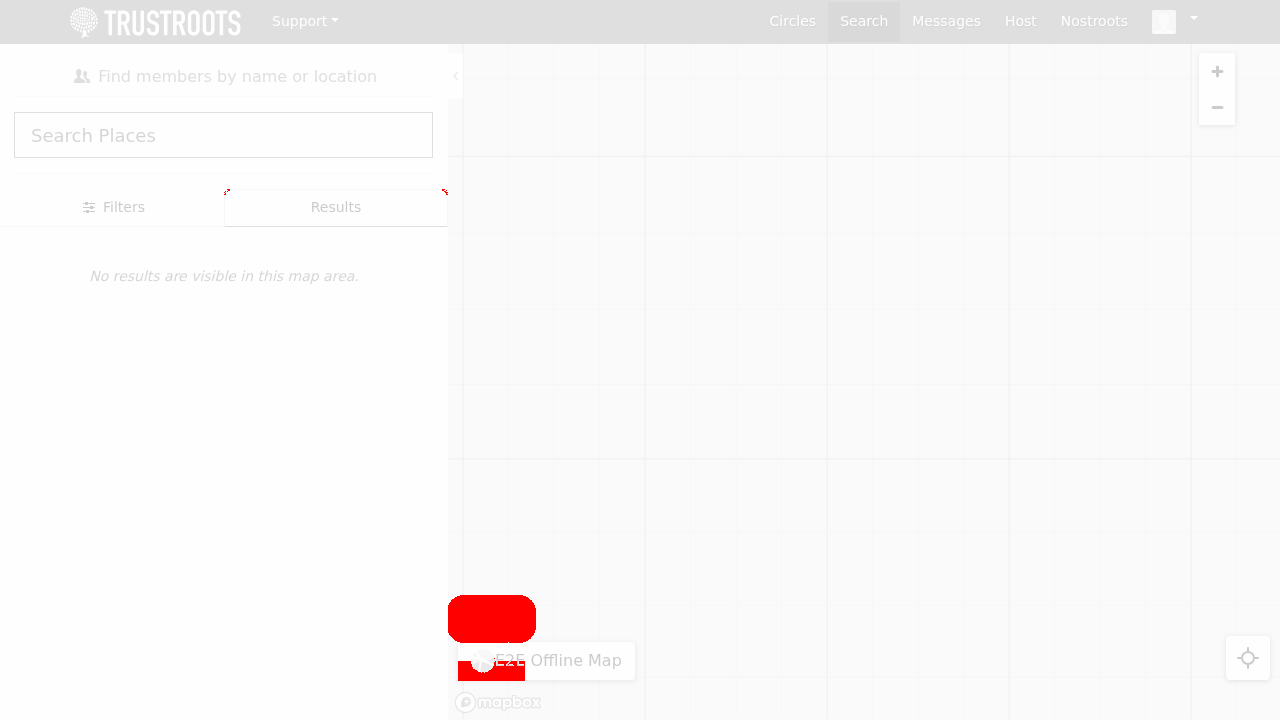 TRUSTROOTS Support Circles Search Messages Host Nostroots
Find members by name or location
Search Places
Filters Results
No results are visible in this map area.
E2E Offline Map
mapbox